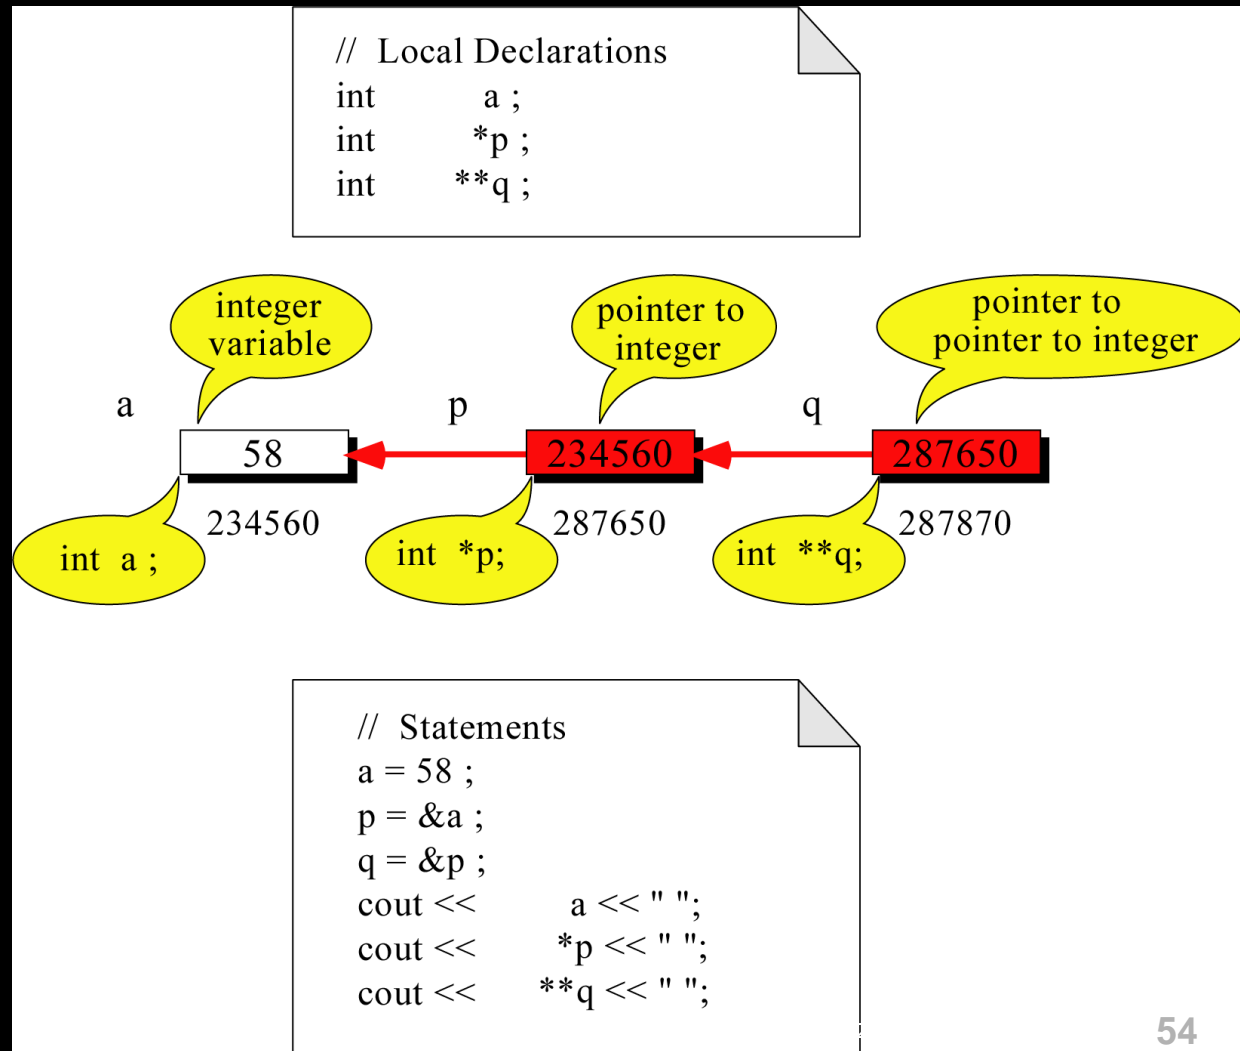 // Local Declarations
int a ;
int *p ;
int **q ;
integer
variable
pointer to
integer
pointer to
pointer to integer
a
p
q
58
234560
287650
234560
287650
287870
int a ;
int *p;
int **q;
// Statements
a = 58 ;
p = &a ;
q = &p ;
cout << a << " ";
cout << *p << " ";
cout << **q << " ";
54